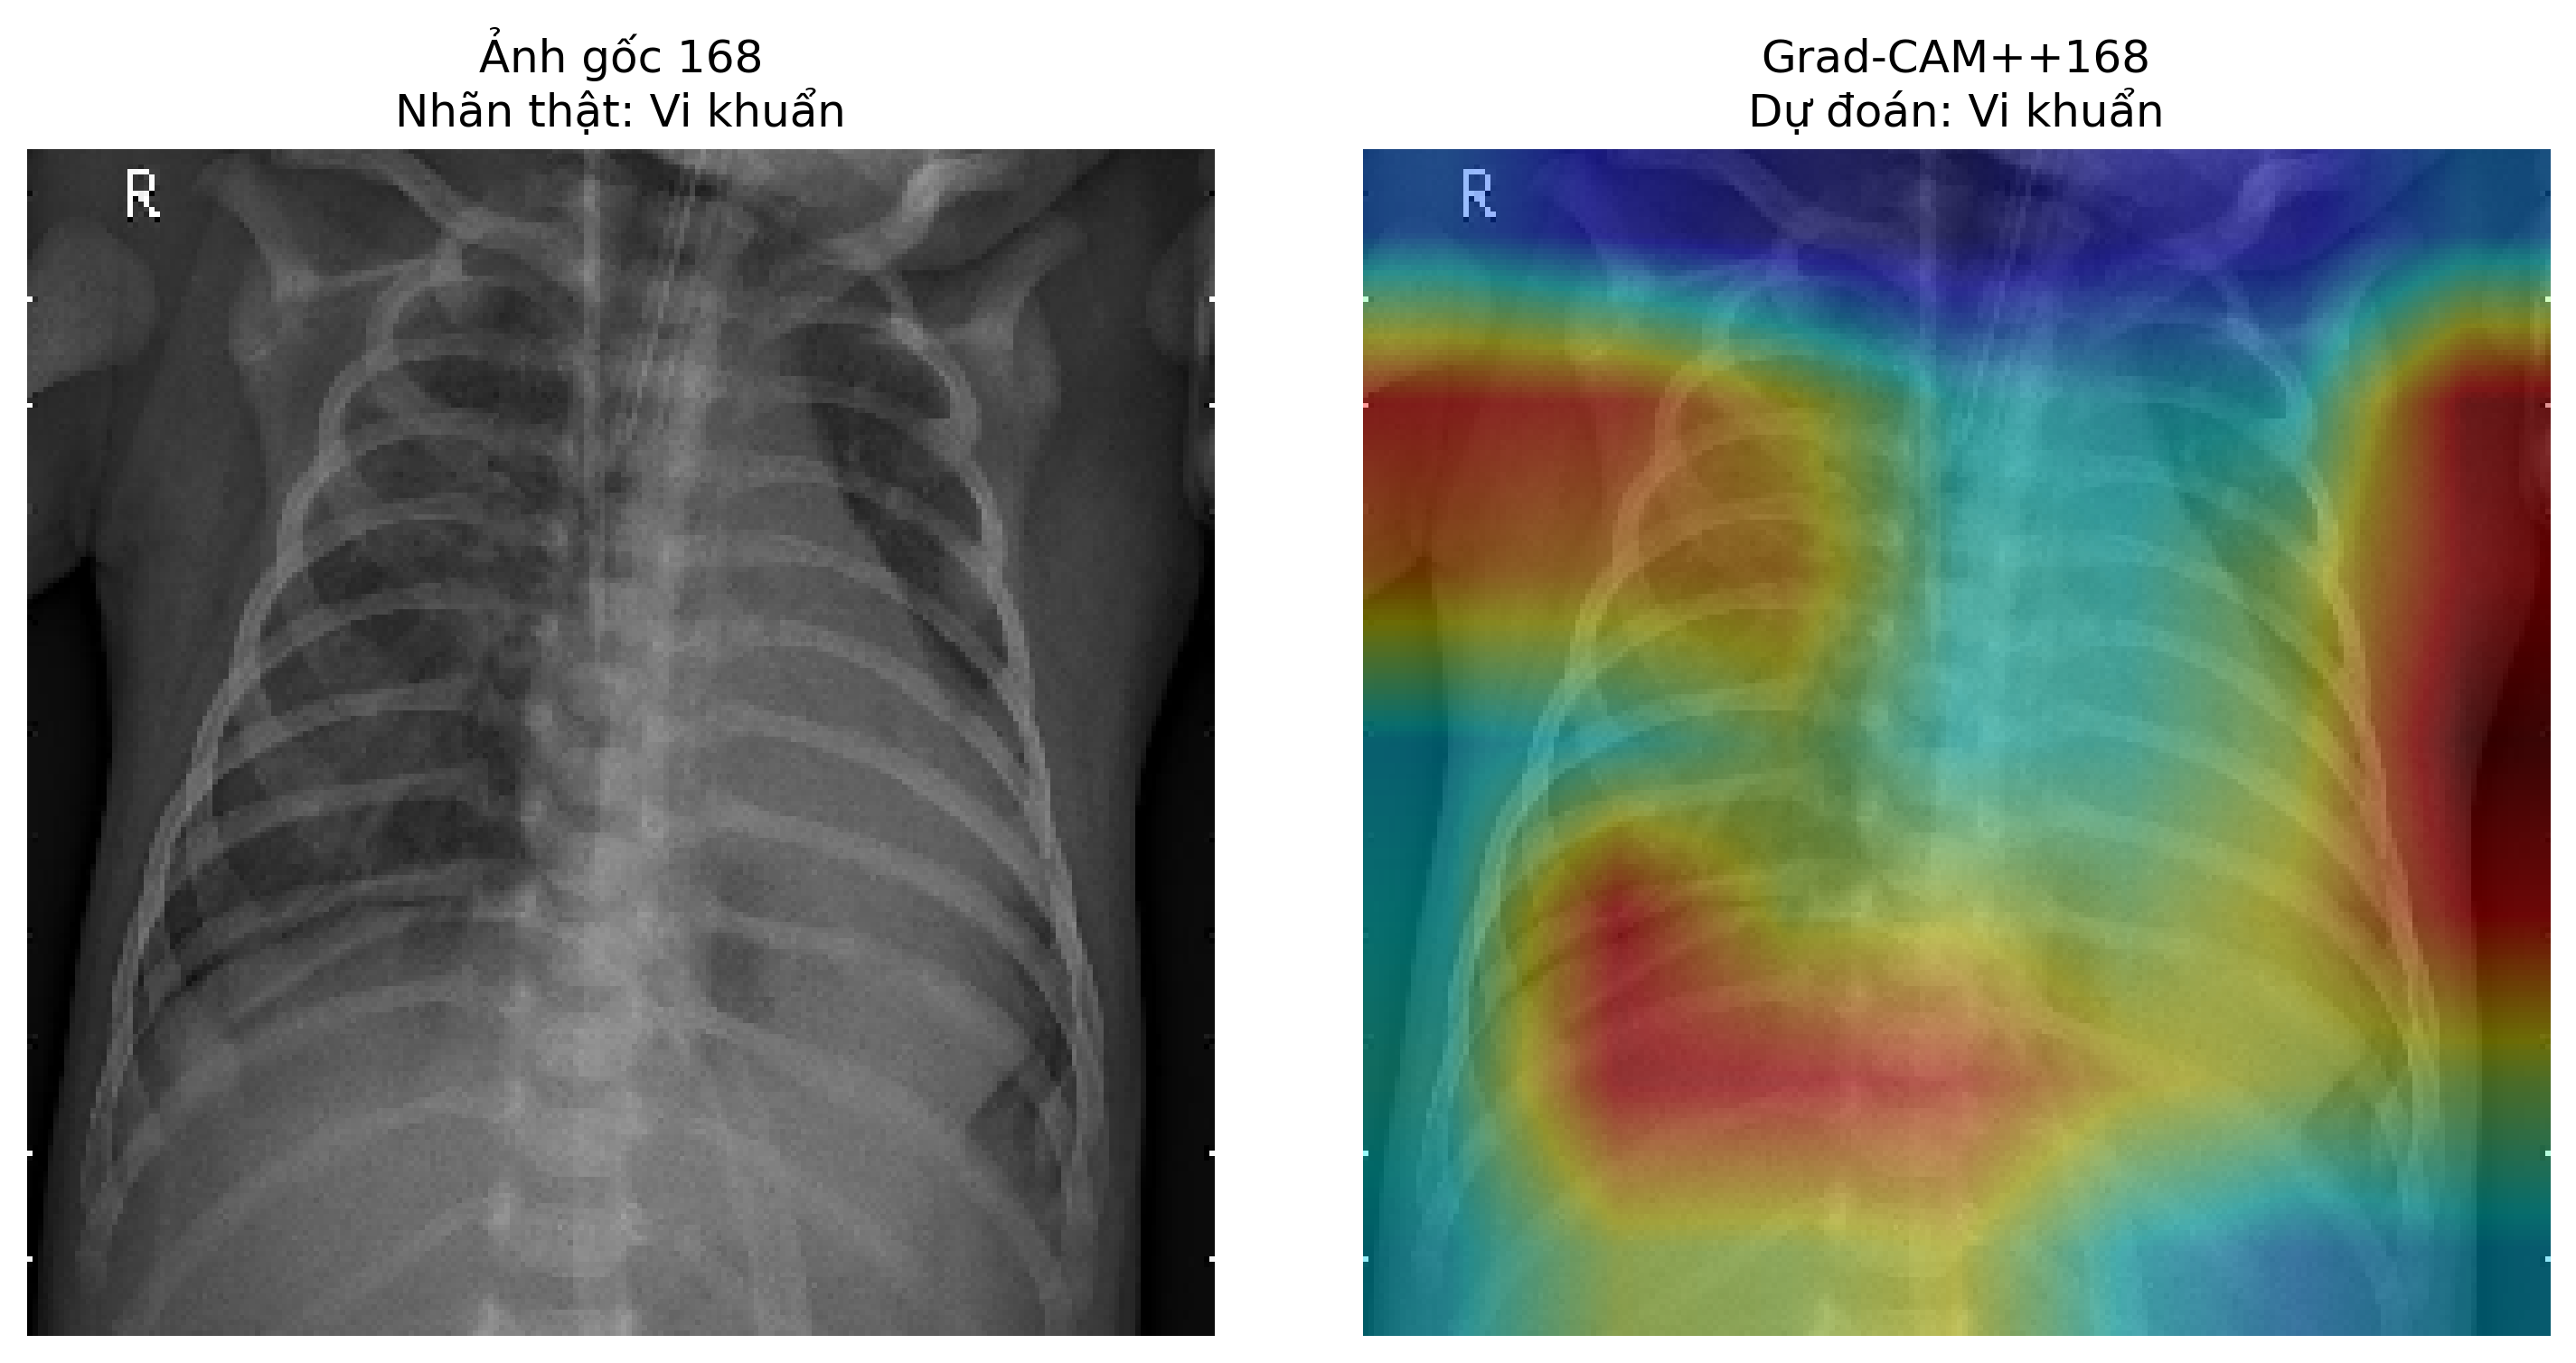 Ảnh gốc 168
Nhãn thật: Vi khuẩn
R
Grad-CAM++168
Dự đoán: Vi khuẩn
R